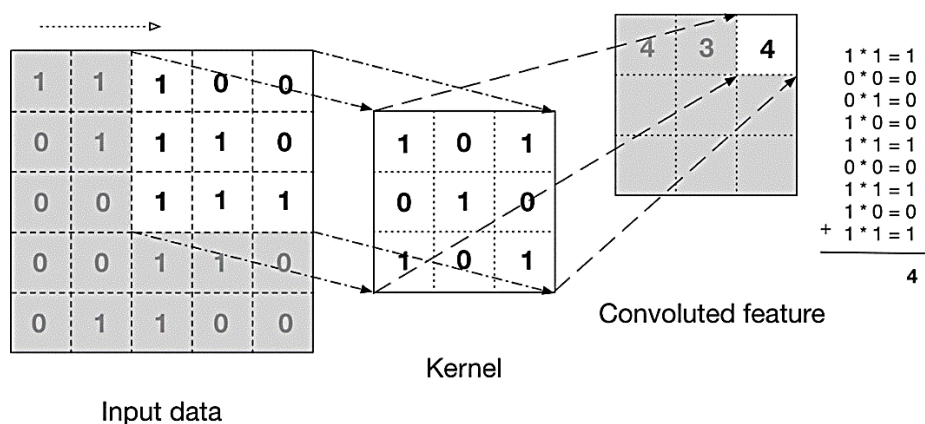 1 1 1 0 0
0 1 1 1 0
0 0 1 1 1
0 0 1 1 0
0 1 1 0 0
Input data
1 0 1
0 1 0
1 0 1
Kernel
4 3 4
Convoluted feature
1 * 1 = 1
0 * 0 = 0
0 * 1 = 0
1 * 0 = 0
1 * 1 = 1
0 * 0 = 0
1 * 1 = 1
1 * 0 = 0
+ 1 * 1 = 1
4